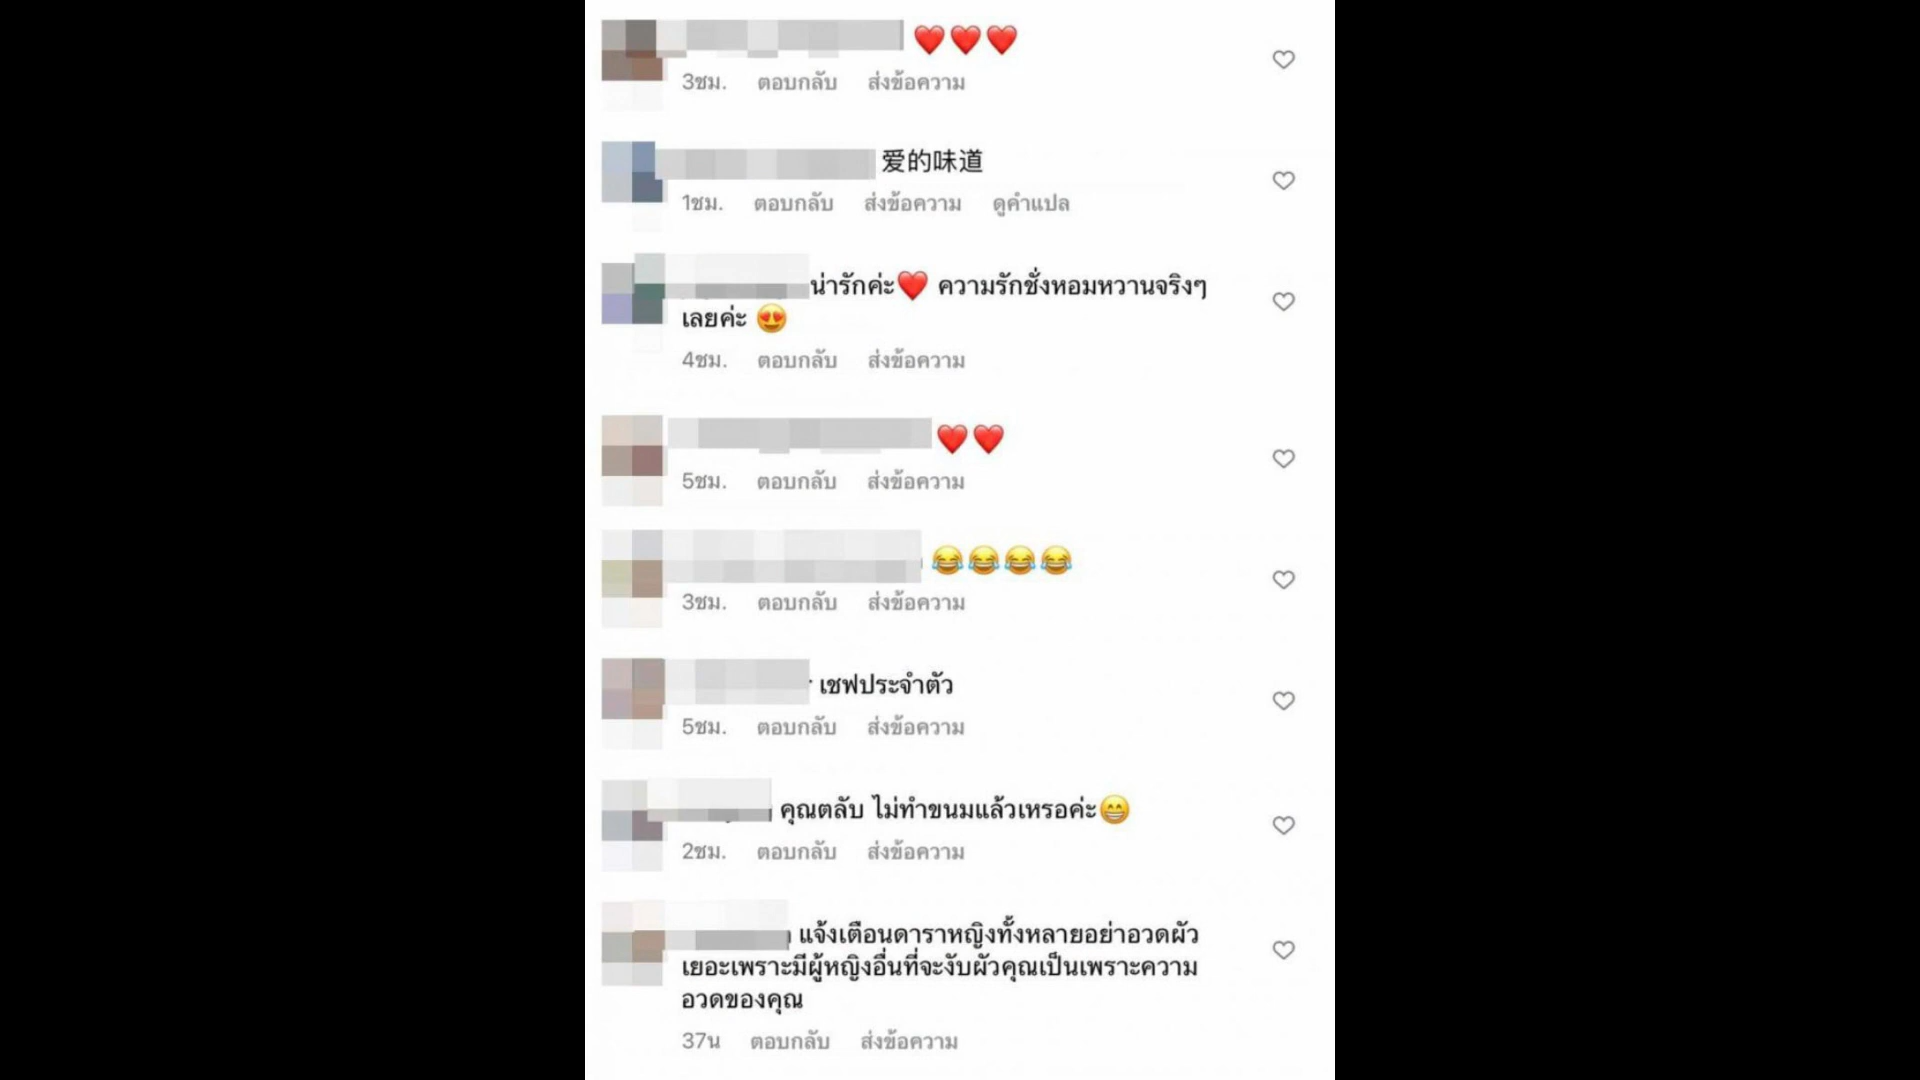 ❤️❤️❤️
3ชม. ตอบกลับ ส่งข้อความ
爱的味道
1ชม. ตอบกลับ ส่งข้อความ ดูคำแปล
น่ารักค่ะ❤️ ความรักชั่งหอมหวานจริงๆ
เลยค่ะ 😍
4ชม. ตอบกลับ ส่งข้อความ
❤️❤️
5ชม. ตอบกลับ ส่งข้อความ
😂😂😂😂
3ชม. ตอบกลับ ส่งข้อความ
เชฟประจำตัว
5ชม. ตอบกลับ ส่งข้อความ
คุณตลับ ไม่ทำขนมแล้วเหรอค่ะ😁
2ชม. ตอบกลับ ส่งข้อความ
แจ้งเตือนดาราหญิงทั้งหลายอย่าอวดผัว
เยอะเพราะมีผู้หญิงอื่นที่จะงับผัวคุณเป็นเพราะความ
อวดของคุณ
37น ตอบกลับ ส่งข้อความ